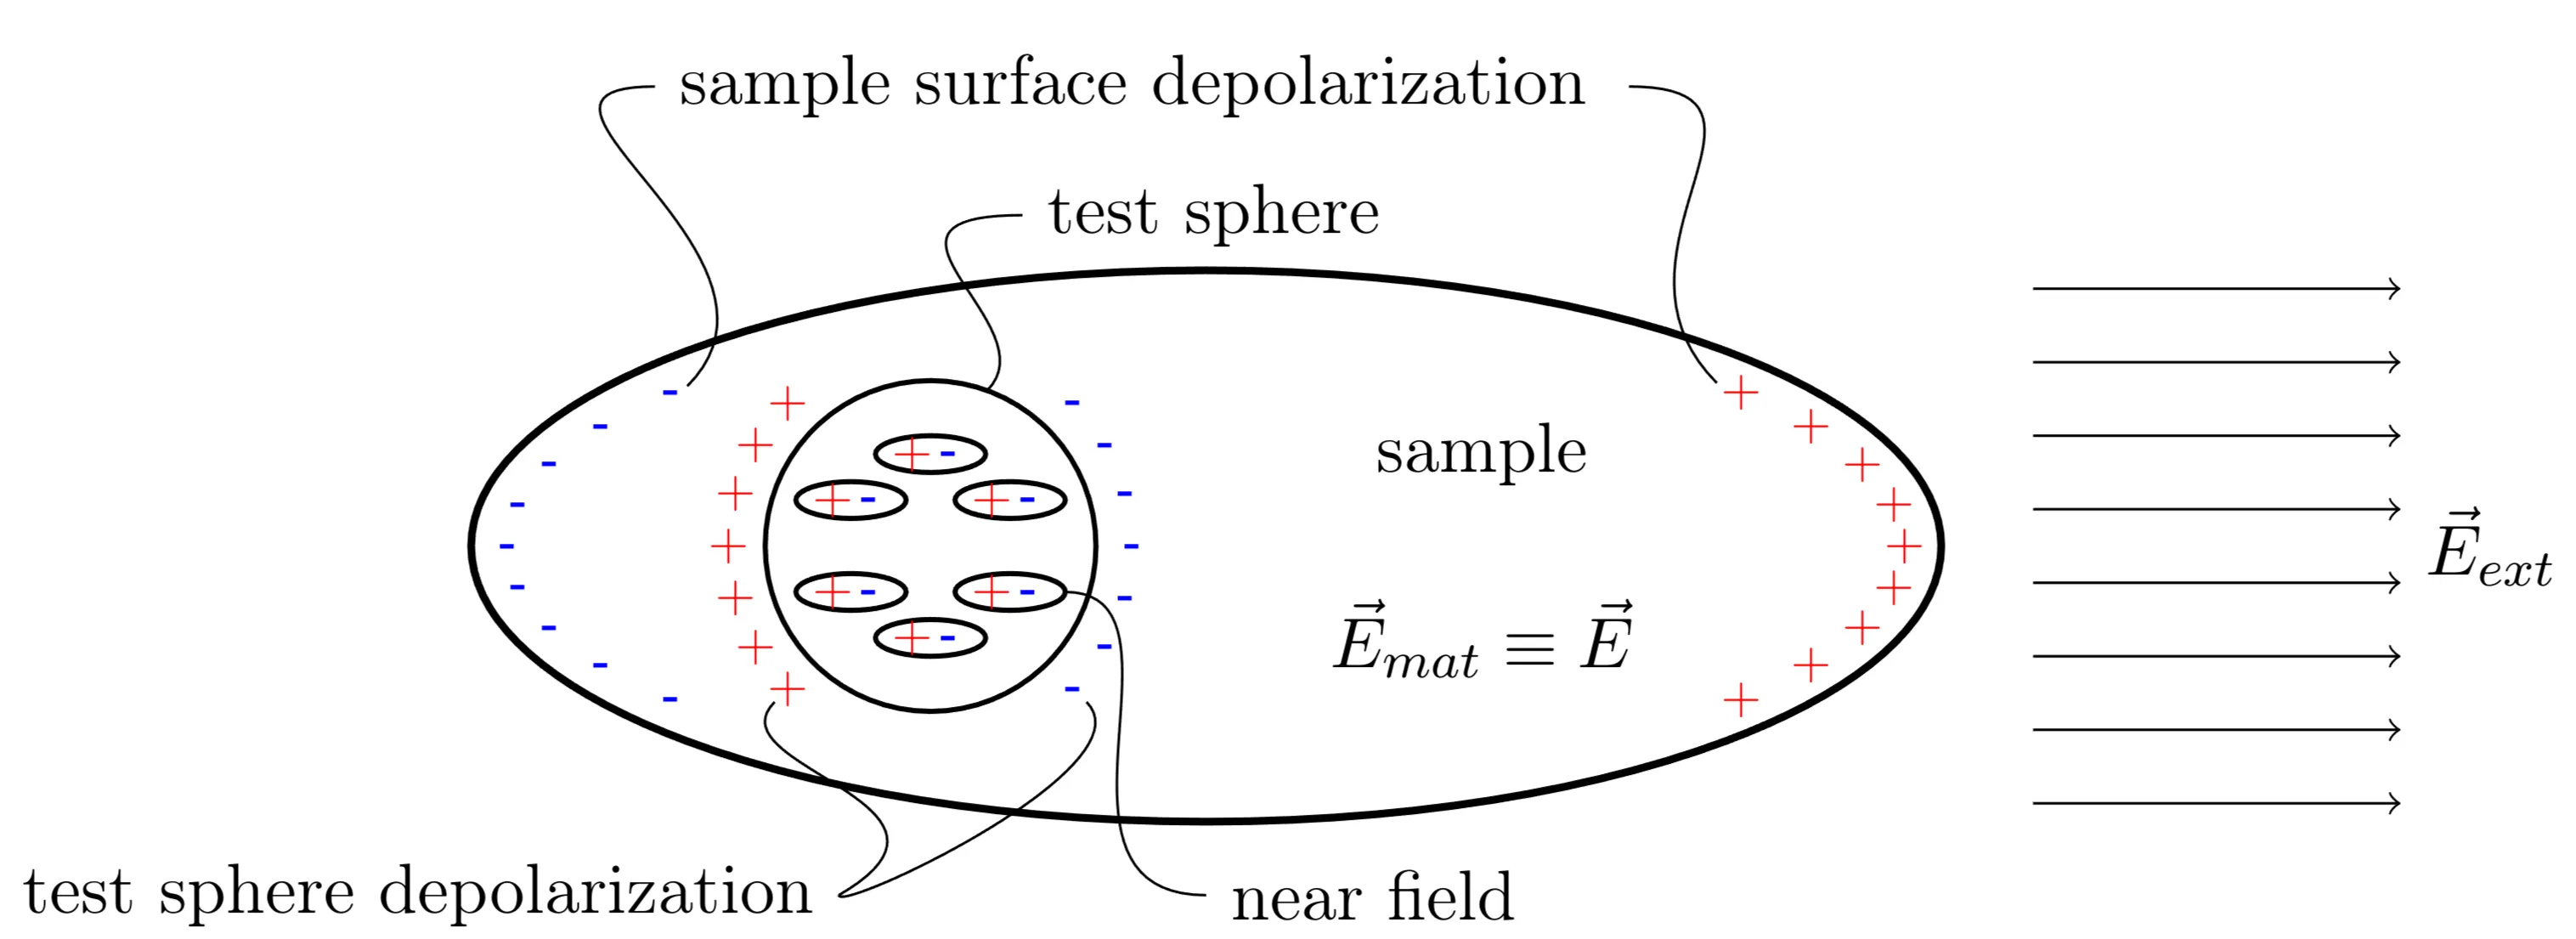 sample surface depolarization
test sphere
sample
$\vec{E}_{ext}$
$\vec{E}_{mat} \equiv \vec{E}$
test sphere depolarization
near field